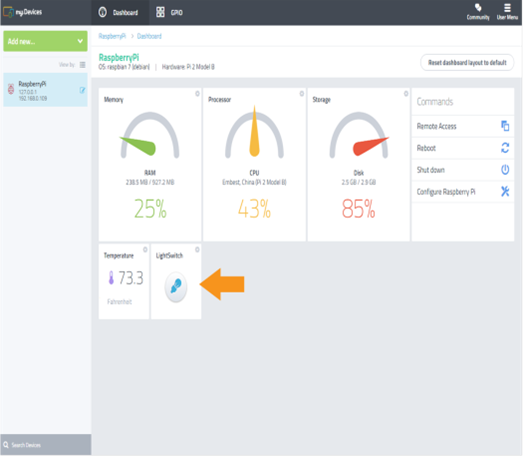 myDevices
Dashboard
GPIO
Community
User Menu
Add new...
RaspberryPi > Dashboard
View by
RaspberryPi
OS: raspbian 7 (debian) | Hardware: Pi 2 Model B
Reset dashboard layout to default
RaspberryPi
127.0.0.1
192.168.0.109
Memory
Processor
Storage
Commands
Remote Access
Reboot
Shut down
Configure Raspberry Pi
RAM
238.5 MB / 927.2 MB
25%
CPU
Embest, China (Pi 2 Model B)
43%
Disk
2.5 GB / 2.9 GB
85%
Temperature
73.3
Fahrenheit
LightSwitch
Search Devices